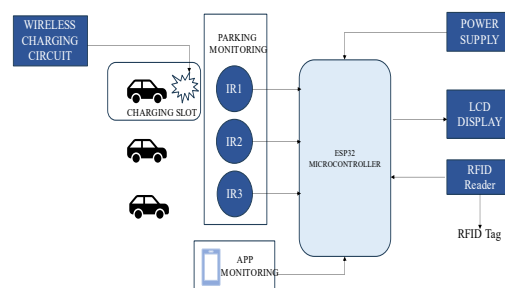 WIRELESS
CHARGING
CIRCUIT
CHARGING SLOT
PARKING
MONITORING
IR1
IR2
IR3
APP
MONITORING
ESP32
MICROCONTROLLER
POWER
SUPPLY
LCD
DISPLAY
RFID
Reader
RFID Tag